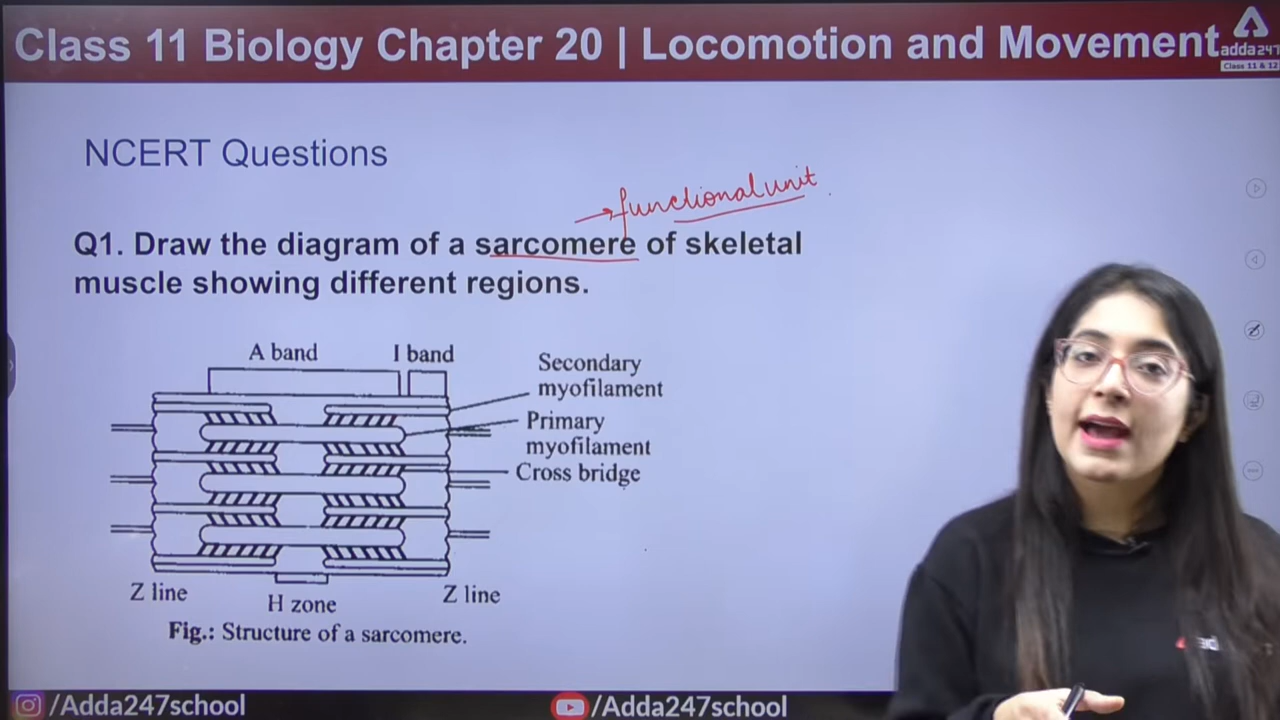 Class 11 Biology Chapter 20 | Locomotion and Movement
adda247
Class 11 & 12
NCERT Questions
→functional unit
Q1. Draw the diagram of a sarcomere of skeletal
muscle showing different regions.
A band
I band
Secondary
myofilament
Primary
myofilament
Cross bridge
Z line
H zone
Z line
Fig.: Structure of a sarcomere.
/Adda247school
/Adda247school